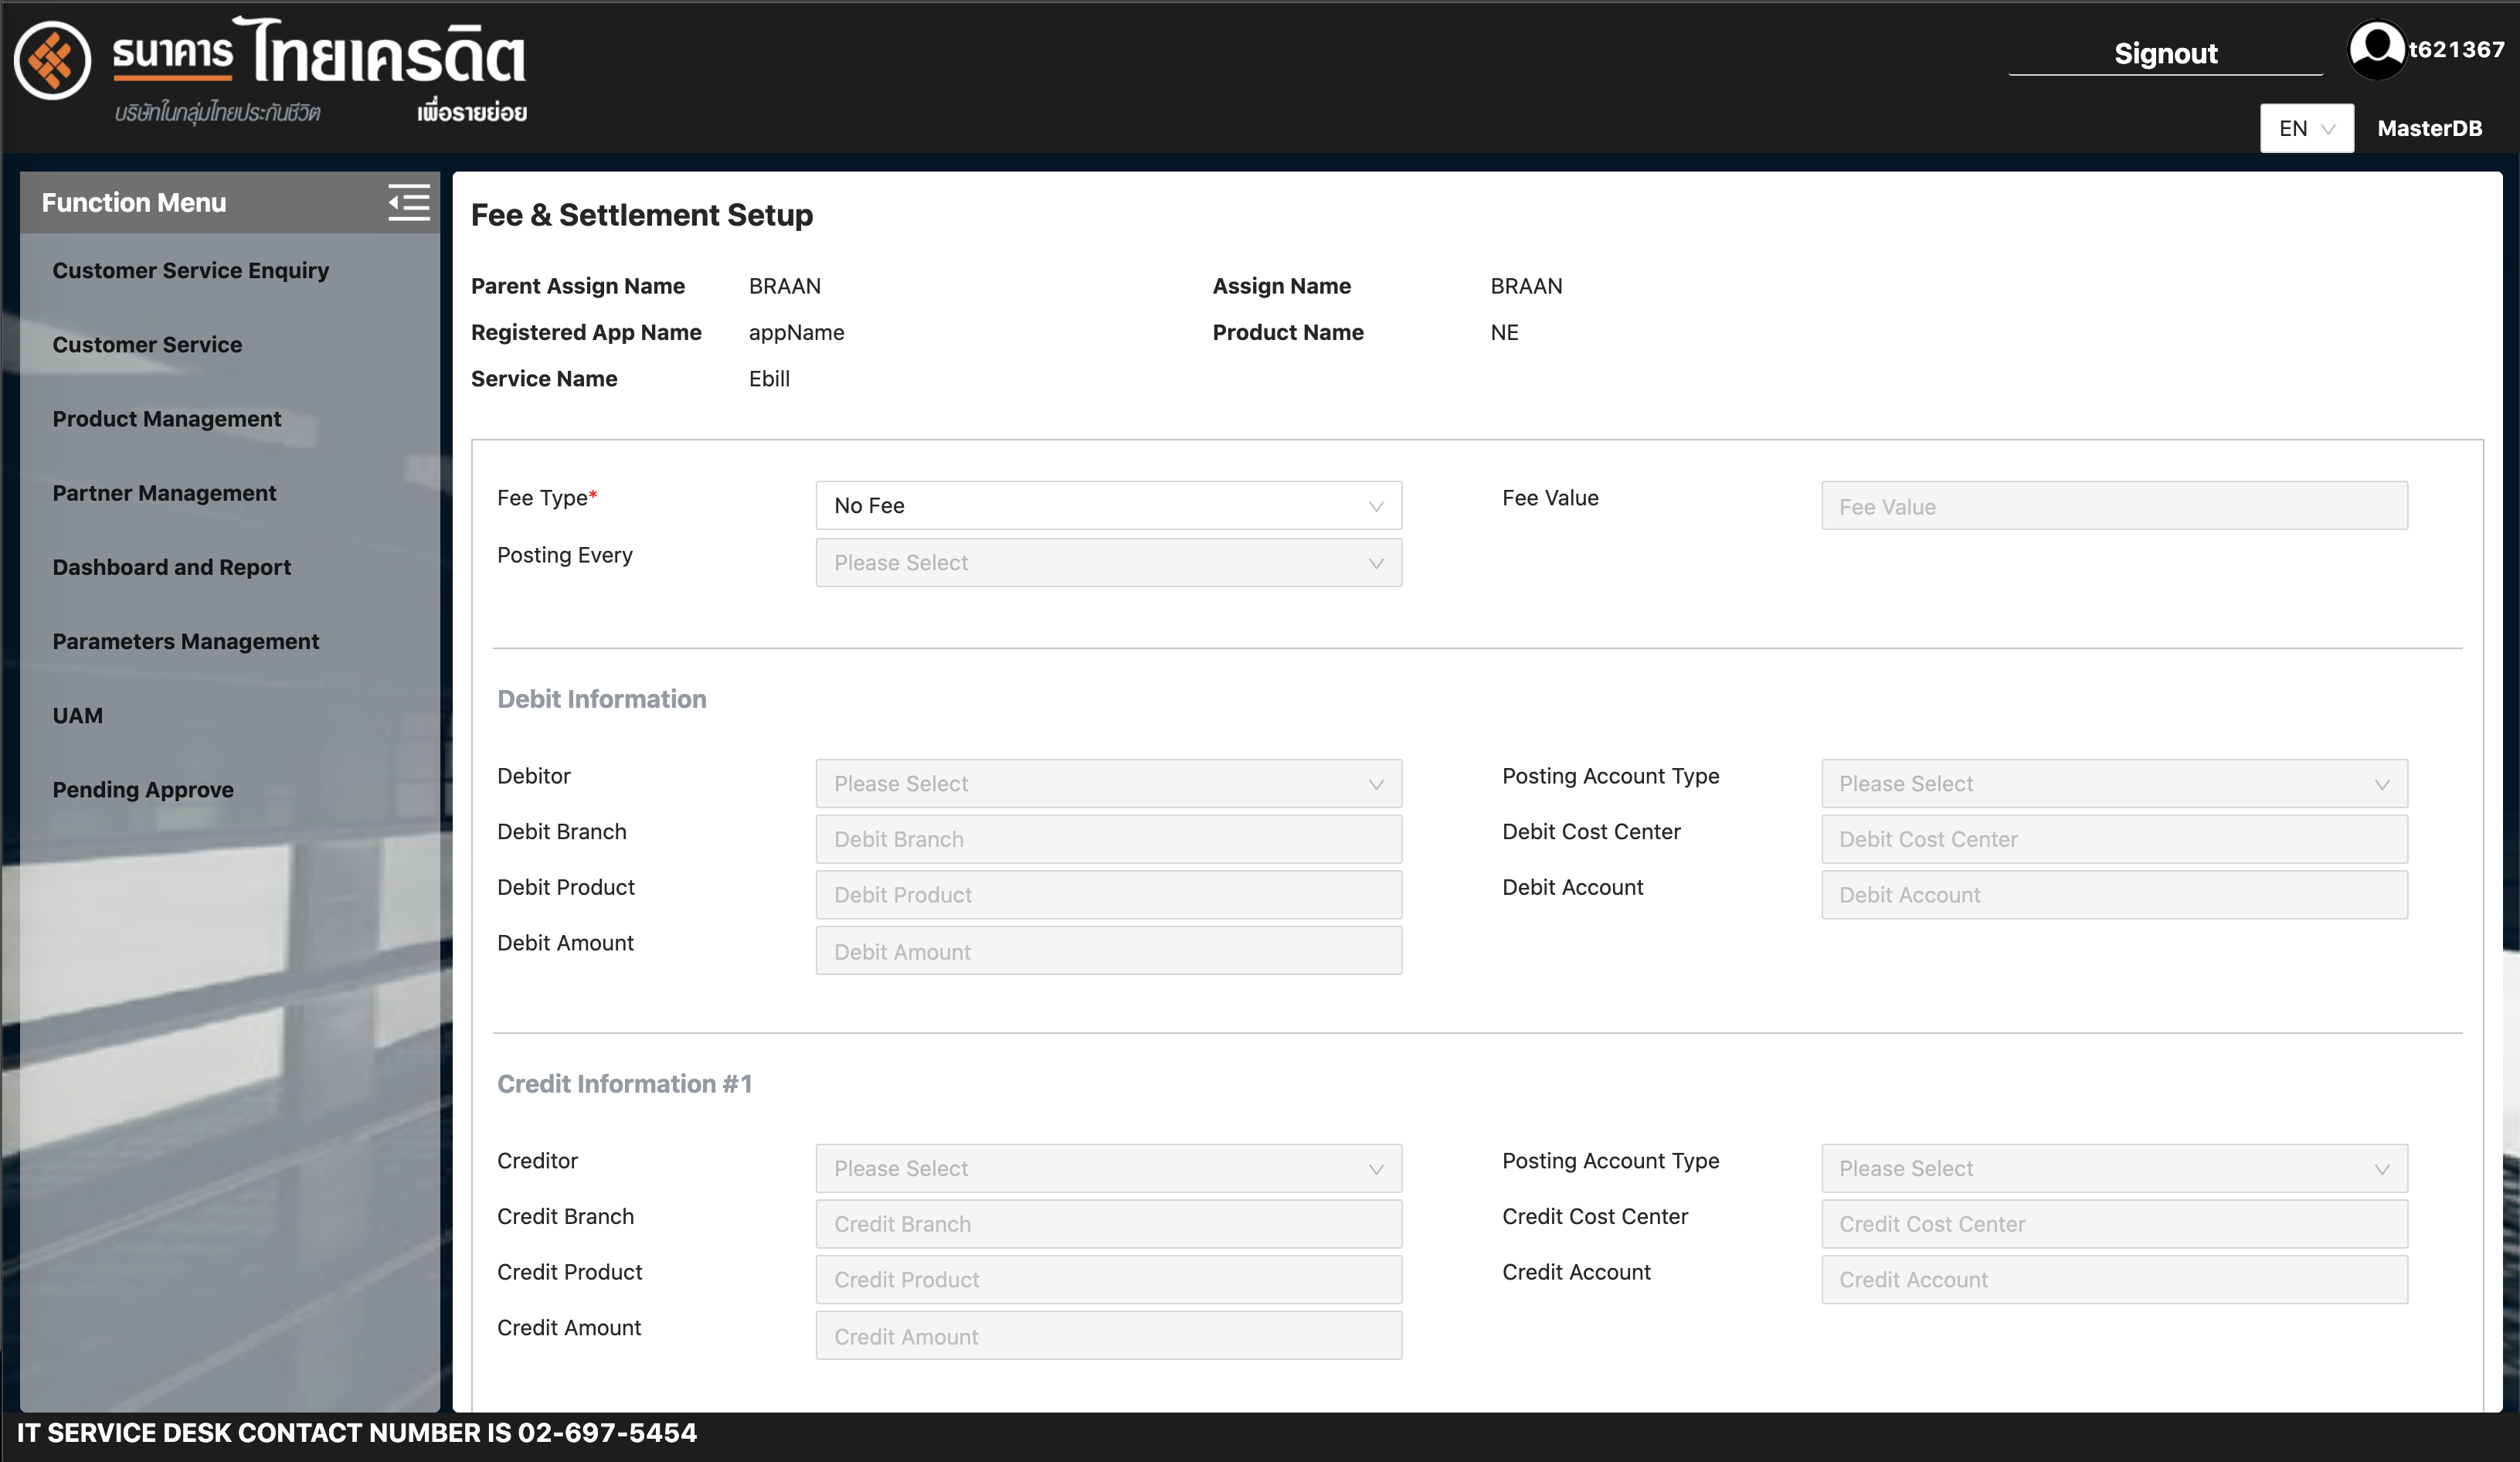 ธนาคาร ไทยเครดิต
บริษัทในกลุ่มไทยประกันชีวิต เพื่อรายย่อย
Signout
t621367
EN
MasterDB
Function Menu
Customer Service Enquiry
Customer Service
Product Management
Partner Management
Dashboard and Report
Parameters Management
UAM
Pending Approve
Fee & Settlement Setup
Parent Assign Name BRAAN Assign Name BRAAN
Registered App Name appName Product Name NE
Service Name Ebill
Fee Type* No Fee Fee Value Fee Value
Posting Every Please Select
Debit Information
Debitor Please Select Posting Account Type Please Select
Debit Branch Debit Branch Debit Cost Center Debit Cost Center
Debit Product Debit Product Debit Account Debit Account
Debit Amount Debit Amount
Credit Information #1
Creditor Please Select Posting Account Type Please Select
Credit Branch Credit Branch Credit Cost Center Credit Cost Center
Credit Product Credit Product Credit Account Credit Account
Credit Amount Credit Amount
IT SERVICE DESK CONTACT NUMBER IS 02-697-5454